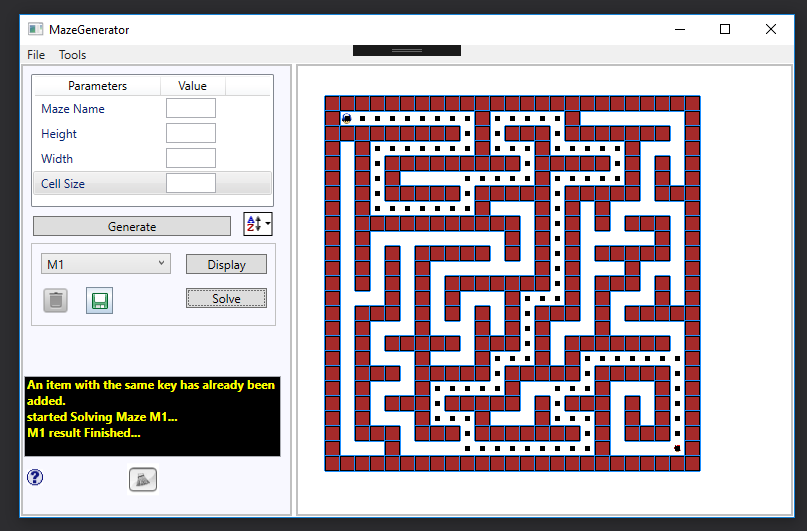 MazeGenerator
File Tools
Parameters Value
Maze Name
Height
Width
Cell Size
Generate
A
Z
M1 Display
Solve
An item with the same key has already been
added.
started Solving Maze M1...
M1 result Finished...
?